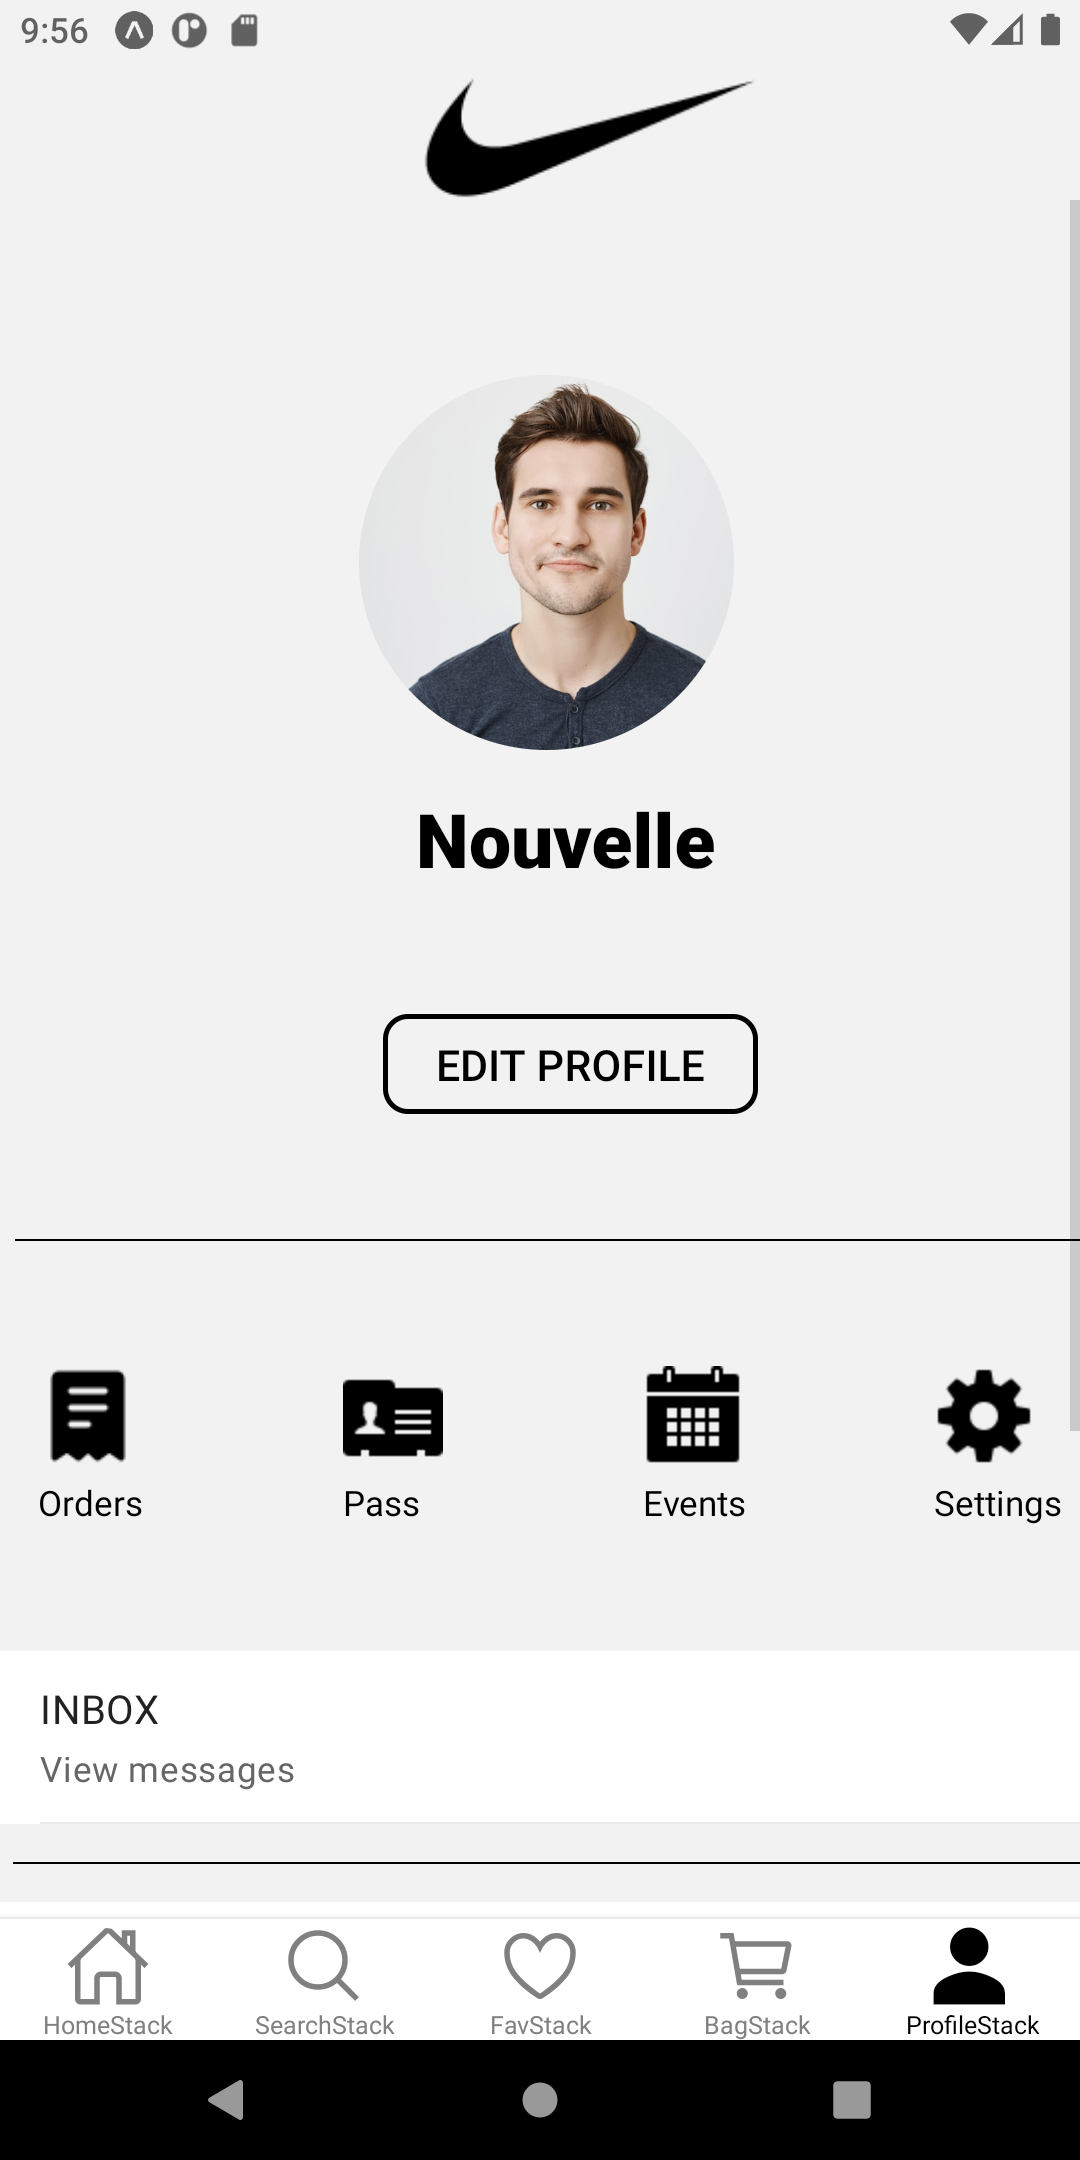 9:56
Nouvelle
EDIT PROFILE
Orders Pass Events Settings
INBOX
View messages
HomeStack SearchStack FavStack BagStack ProfileStack